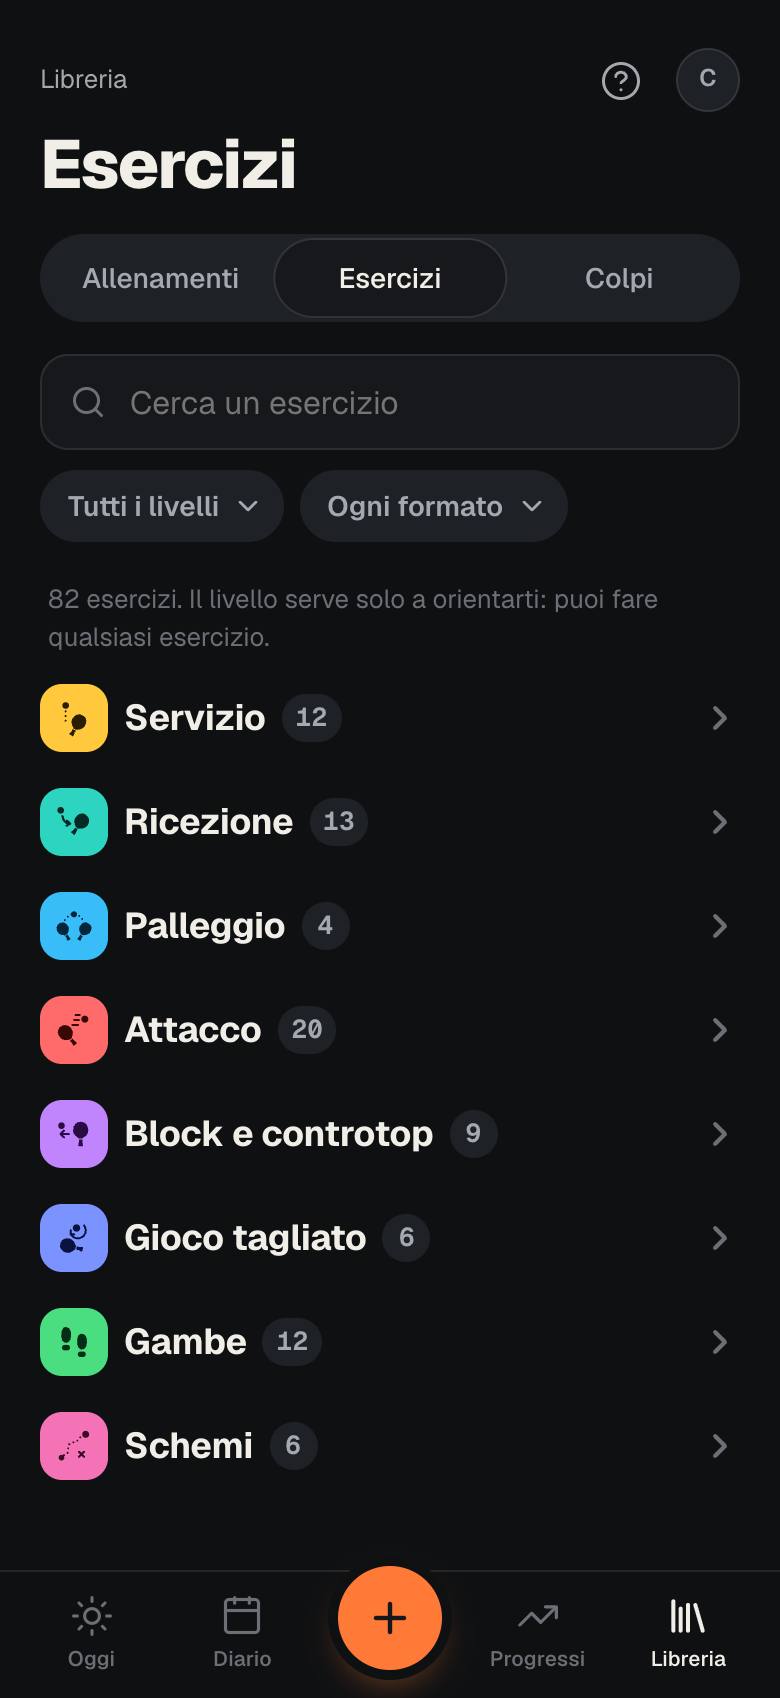 Libreria
C
Esercizi
Allenamenti
Esercizi
Colpi
Cerca un esercizio
Tutti i livelli
Ogni formato
82 esercizi. Il livello serve solo a orientarti: puoi fare
qualsiasi esercizio.
Servizio 12
Ricezione 13
Palleggio 4
Attacco 20
Block e controtop 9
Gioco tagliato 6
Gambe 12
Schemi 6
Oggi
Diario
Progressi
Libreria